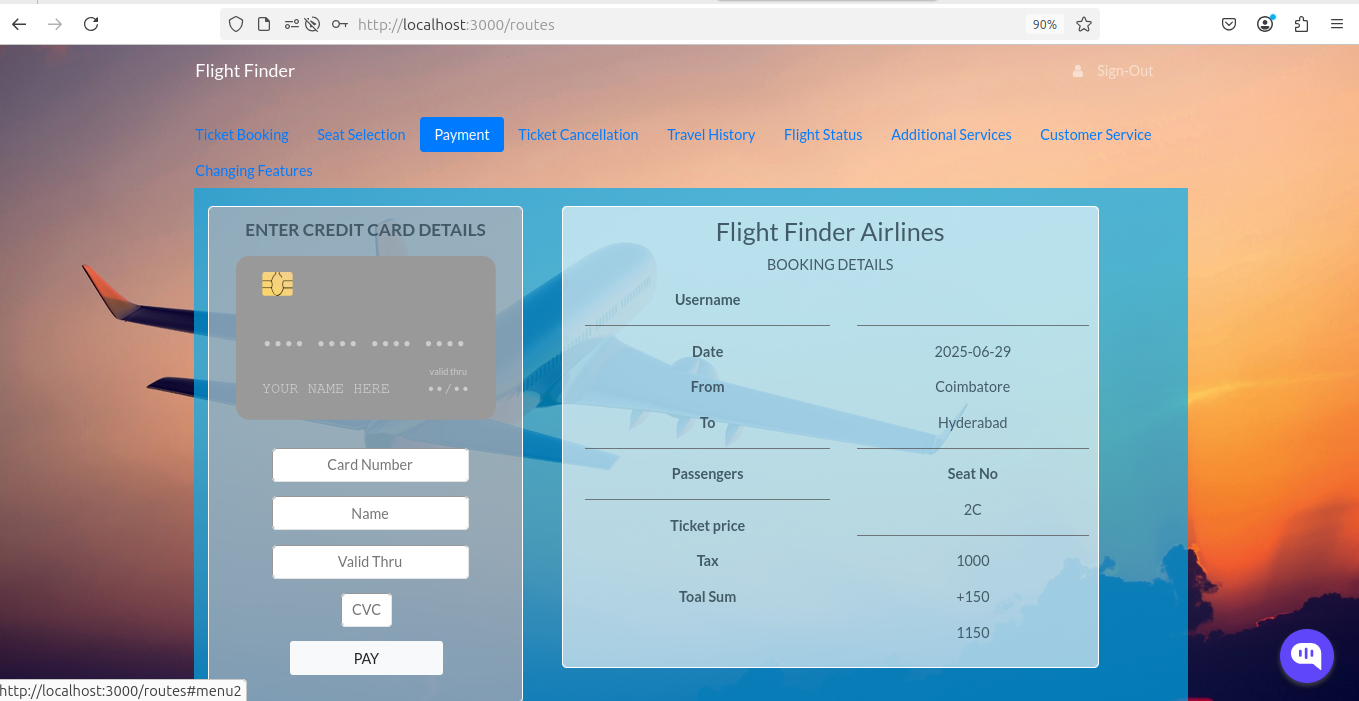 http://localhost:3000/routes
90%
Flight Finder
Sign-Out
Ticket Booking
Seat Selection
Payment
Ticket Cancellation
Travel History
Flight Status
Additional Services
Customer Service
Changing Features
ENTER CREDIT CARD DETAILS
•••• •••• •••• ••••
valid thru
YOUR NAME HERE
••/••
Card Number
Name
Valid Thru
CVC
PAY
Flight Finder Airlines
BOOKING DETAILS
Username
Date 2025-06-29
From Coimbatore
To Hyderabad
Passengers Seat No
2C
Ticket price
Tax 1000
Toal Sum +150
1150
http://localhost:3000/routes#menu2